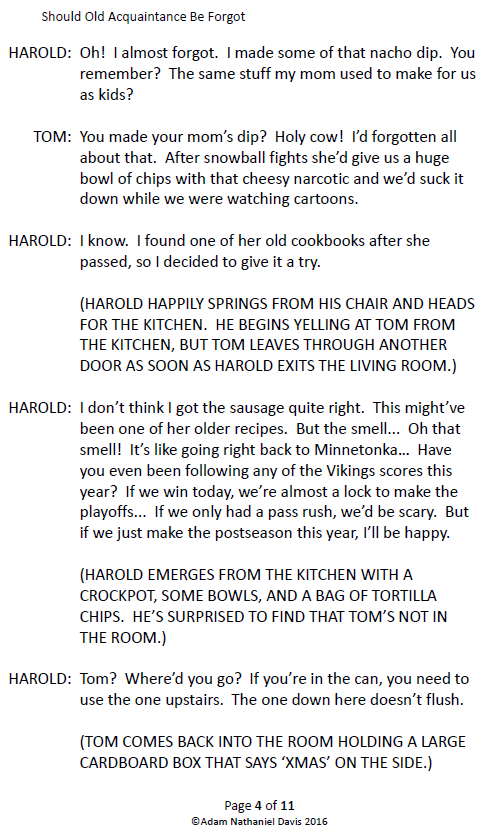 Should Old Acquaintance Be Forgot
HAROLD: Oh!  I almost forgot.  I made some of that nacho dip.  You
remember?  The same stuff my mom used to make for us
as kids?
TOM: You made your mom's dip?  Holy cow!  I'd forgotten all
about that.  After snowball fights she'd give us a huge
bowl of chips with that cheesy narcotic and we'd suck it
down while we were watching cartoons.
HAROLD: I know.  I found one of her old cookbooks after she
passed, so I decided to give it a try.
(HAROLD HAPPILY SPRINGS FROM HIS CHAIR AND HEADS
FOR THE KITCHEN.  HE BEGINS YELLING AT TOM FROM
THE KITCHEN, BUT TOM LEAVES THROUGH ANOTHER
DOOR AS SOON AS HAROLD EXITS THE LIVING ROOM.)
HAROLD: I don't think I got the sausage quite right.  This might've
been one of her older recipes.  But the smell...  Oh that
smell!  It's like going right back to Minnetonka...  Have
you even been following any of the Vikings scores this
year?  If we win today, we're almost a lock to make the
playoffs...  If we only had a pass rush, we'd be scary.  But
if we just make the postseason this year, I'll be happy.
(HAROLD EMERGES FROM THE KITCHEN WITH A
CROCKPOT, SOME BOWLS, AND A BAG OF TORTILLA
CHIPS.  HE'S SURPRISED TO FIND THAT TOM'S NOT IN
THE ROOM.)
HAROLD: Tom?  Where'd you go?  If you're in the can, you need to
use the one upstairs.  The one down here doesn't flush.
(TOM COMES BACK INTO THE ROOM HOLDING A LARGE
CARDBOARD BOX THAT SAYS 'XMAS' ON THE SIDE.)
Page 4 of 11
©Adam Nathaniel Davis 2016